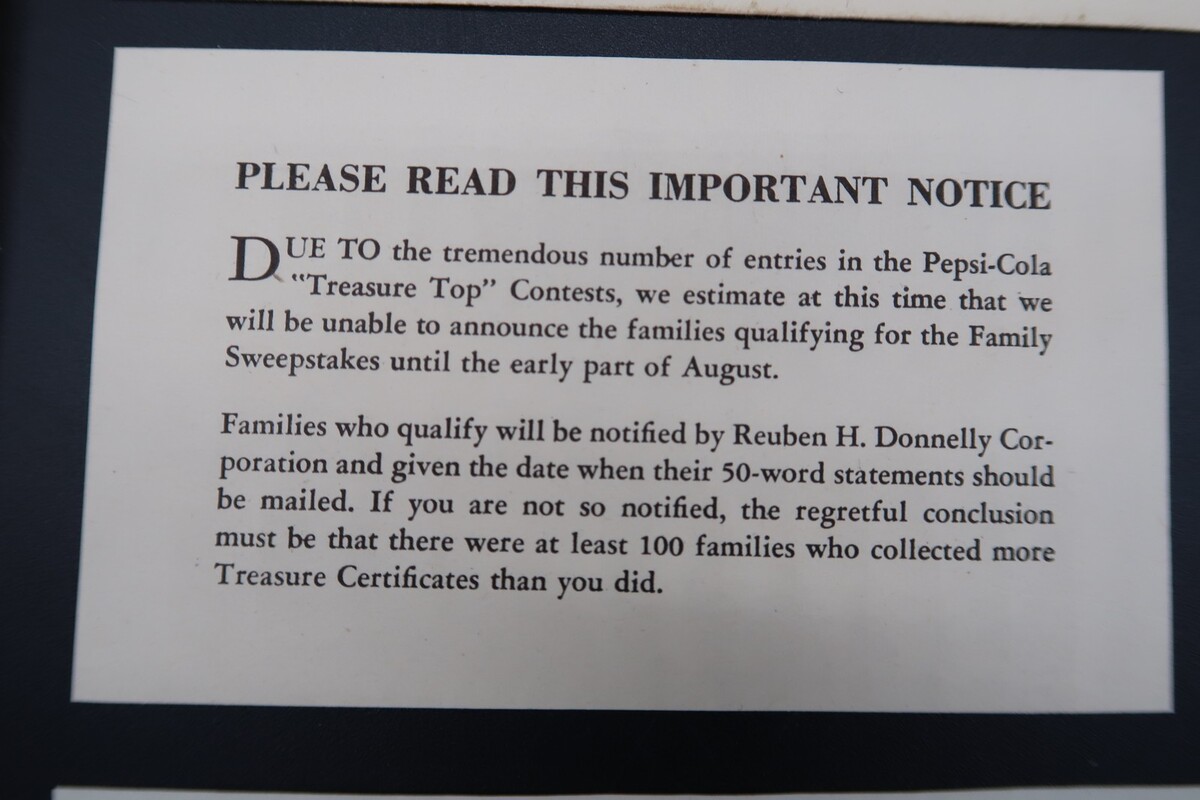 PLEASE READ THIS IMPORTANT NOTICE
DUE TO the tremendous number of entries in the Pepsi-Cola
"Treasure Top" Contests, we estimate at this time that we
will be unable to announce the families qualifying for the Family
Sweepstakes until the early part of August.
Families who qualify will be notified by Reuben H. Donnelly Cor-
poration and given the date when their 50-word statements should
be mailed. If you are not so notified, the regretful conclusion
must be that there were at least 100 families who collected more
Treasure Certificates than you did.